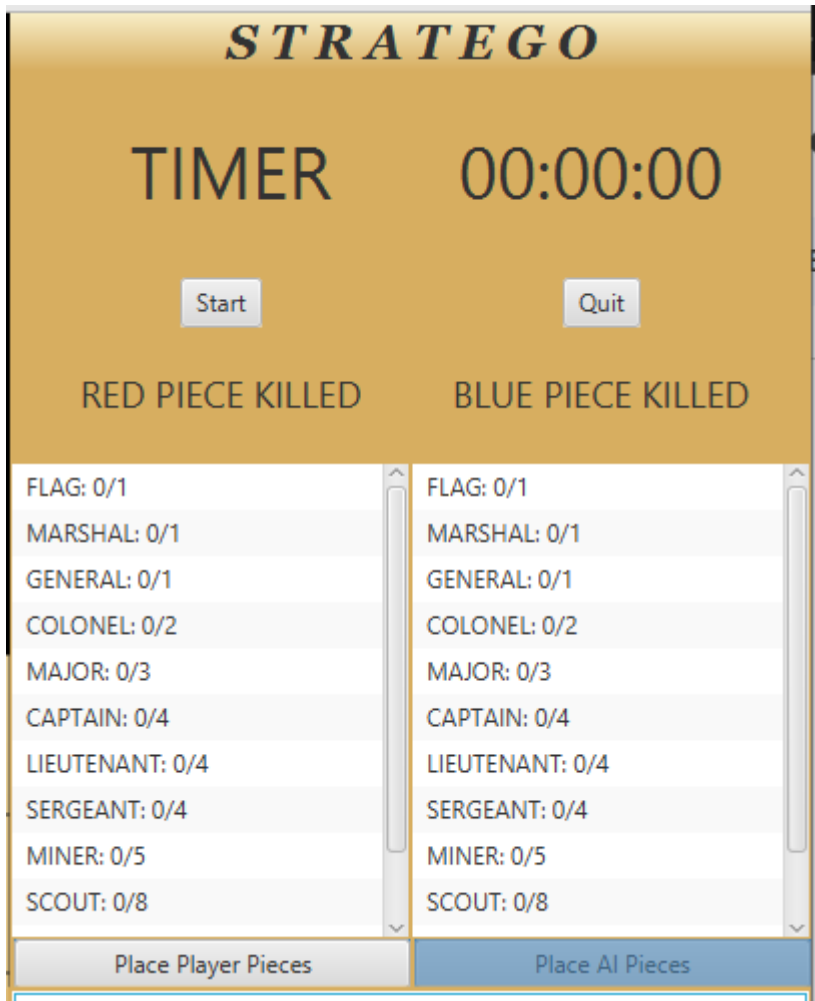 STRATEGO
TIMER 00:00:00
Start Quit
RED PIECE KILLED BLUE PIECE KILLED
FLAG: 0/1 FLAG: 0/1
MARSHAL: 0/1 MARSHAL: 0/1
GENERAL: 0/1 GENERAL: 0/1
COLONEL: 0/2 COLONEL: 0/2
MAJOR: 0/3 MAJOR: 0/3
CAPTAIN: 0/4 CAPTAIN: 0/4
LIEUTENANT: 0/4 LIEUTENANT: 0/4
SERGEANT: 0/4 SERGEANT: 0/4
MINER: 0/5 MINER: 0/5
SCOUT: 0/8 SCOUT: 0/8
Place Player Pieces Place AI Pieces